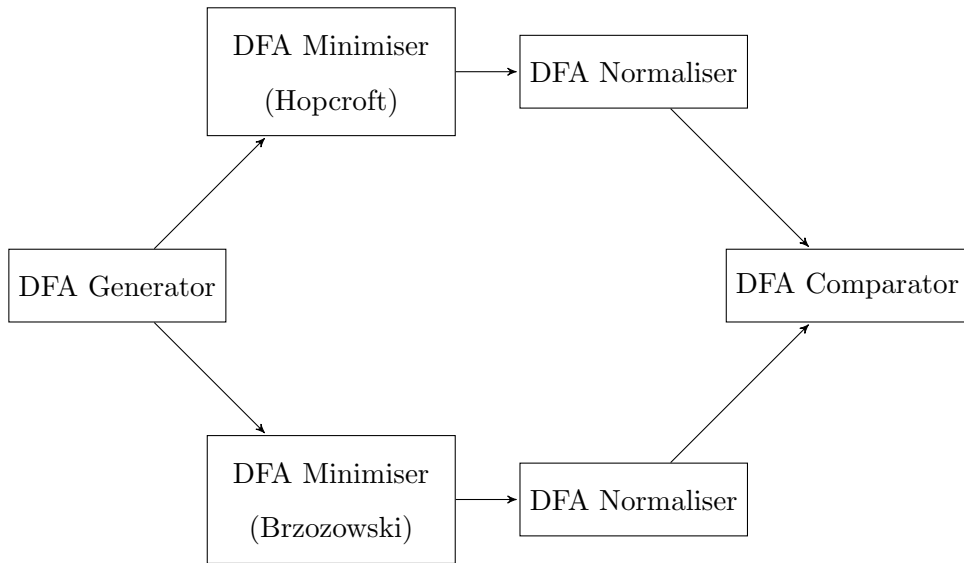 DFA Minimiser
(Hopcroft)
DFA Normaliser
DFA Generator
DFA Comparator
DFA Minimiser
(Brzozowski)
DFA Normaliser